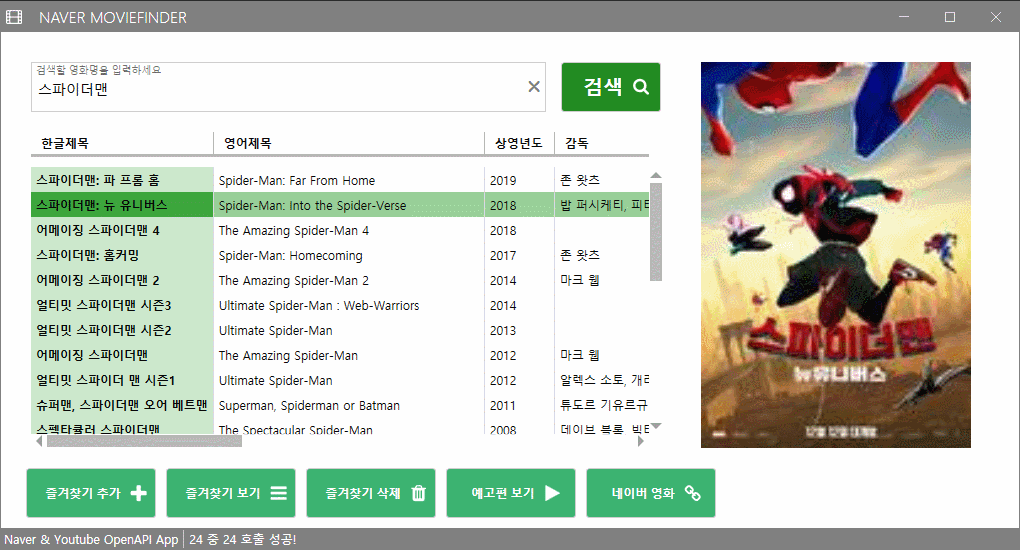 NAVER MOVIEFINDER
검색할 영화명을 입력하세요
스파이더맨
검색
한글제목 영어제목 상영년도 감독
스파이더맨: 파 프롬 홈 Spider-Man: Far From Home 2019 존 왓츠
스파이더맨: 뉴 유니버스 Spider-Man: Into the Spider-Verse 2018 밥 퍼시케티, 피터
어메이징 스파이더맨 4 The Amazing Spider-Man 4 2018
스파이더맨: 홈커밍 Spider-Man: Homecoming 2017 존 왓츠
어메이징 스파이더맨 2 The Amazing Spider-Man 2 2014 마크 웹
얼티밋 스파이더맨 시즌3 Ultimate Spider-Man : Web-Warriors 2014
얼티밋 스파이더맨 시즌2 Ultimate Spider-Man 2013
어메이징 스파이더맨 The Amazing Spider-Man 2012 마크 웹
얼티밋 스파이더 맨 시즌1 Ultimate Spider-Man 2012 알렉스 소토,
슈퍼맨, 스파이더맨 오어 베트맨 Superman, Spiderman or Batman 2011 튜도르 기유르규
스펙타큘러 스파이더맨 The Spectacular Spider-Man 2008 데이브 블록,
스파이더맨
뉴 유니버스
12월 12일 대개봉
즐겨찾기 추가 즐겨찾기 보기 즐겨찾기 삭제 예고편 보기 네이버 영화
Naver & Youtube OpenAPI App 24 중 24 호출 성공!